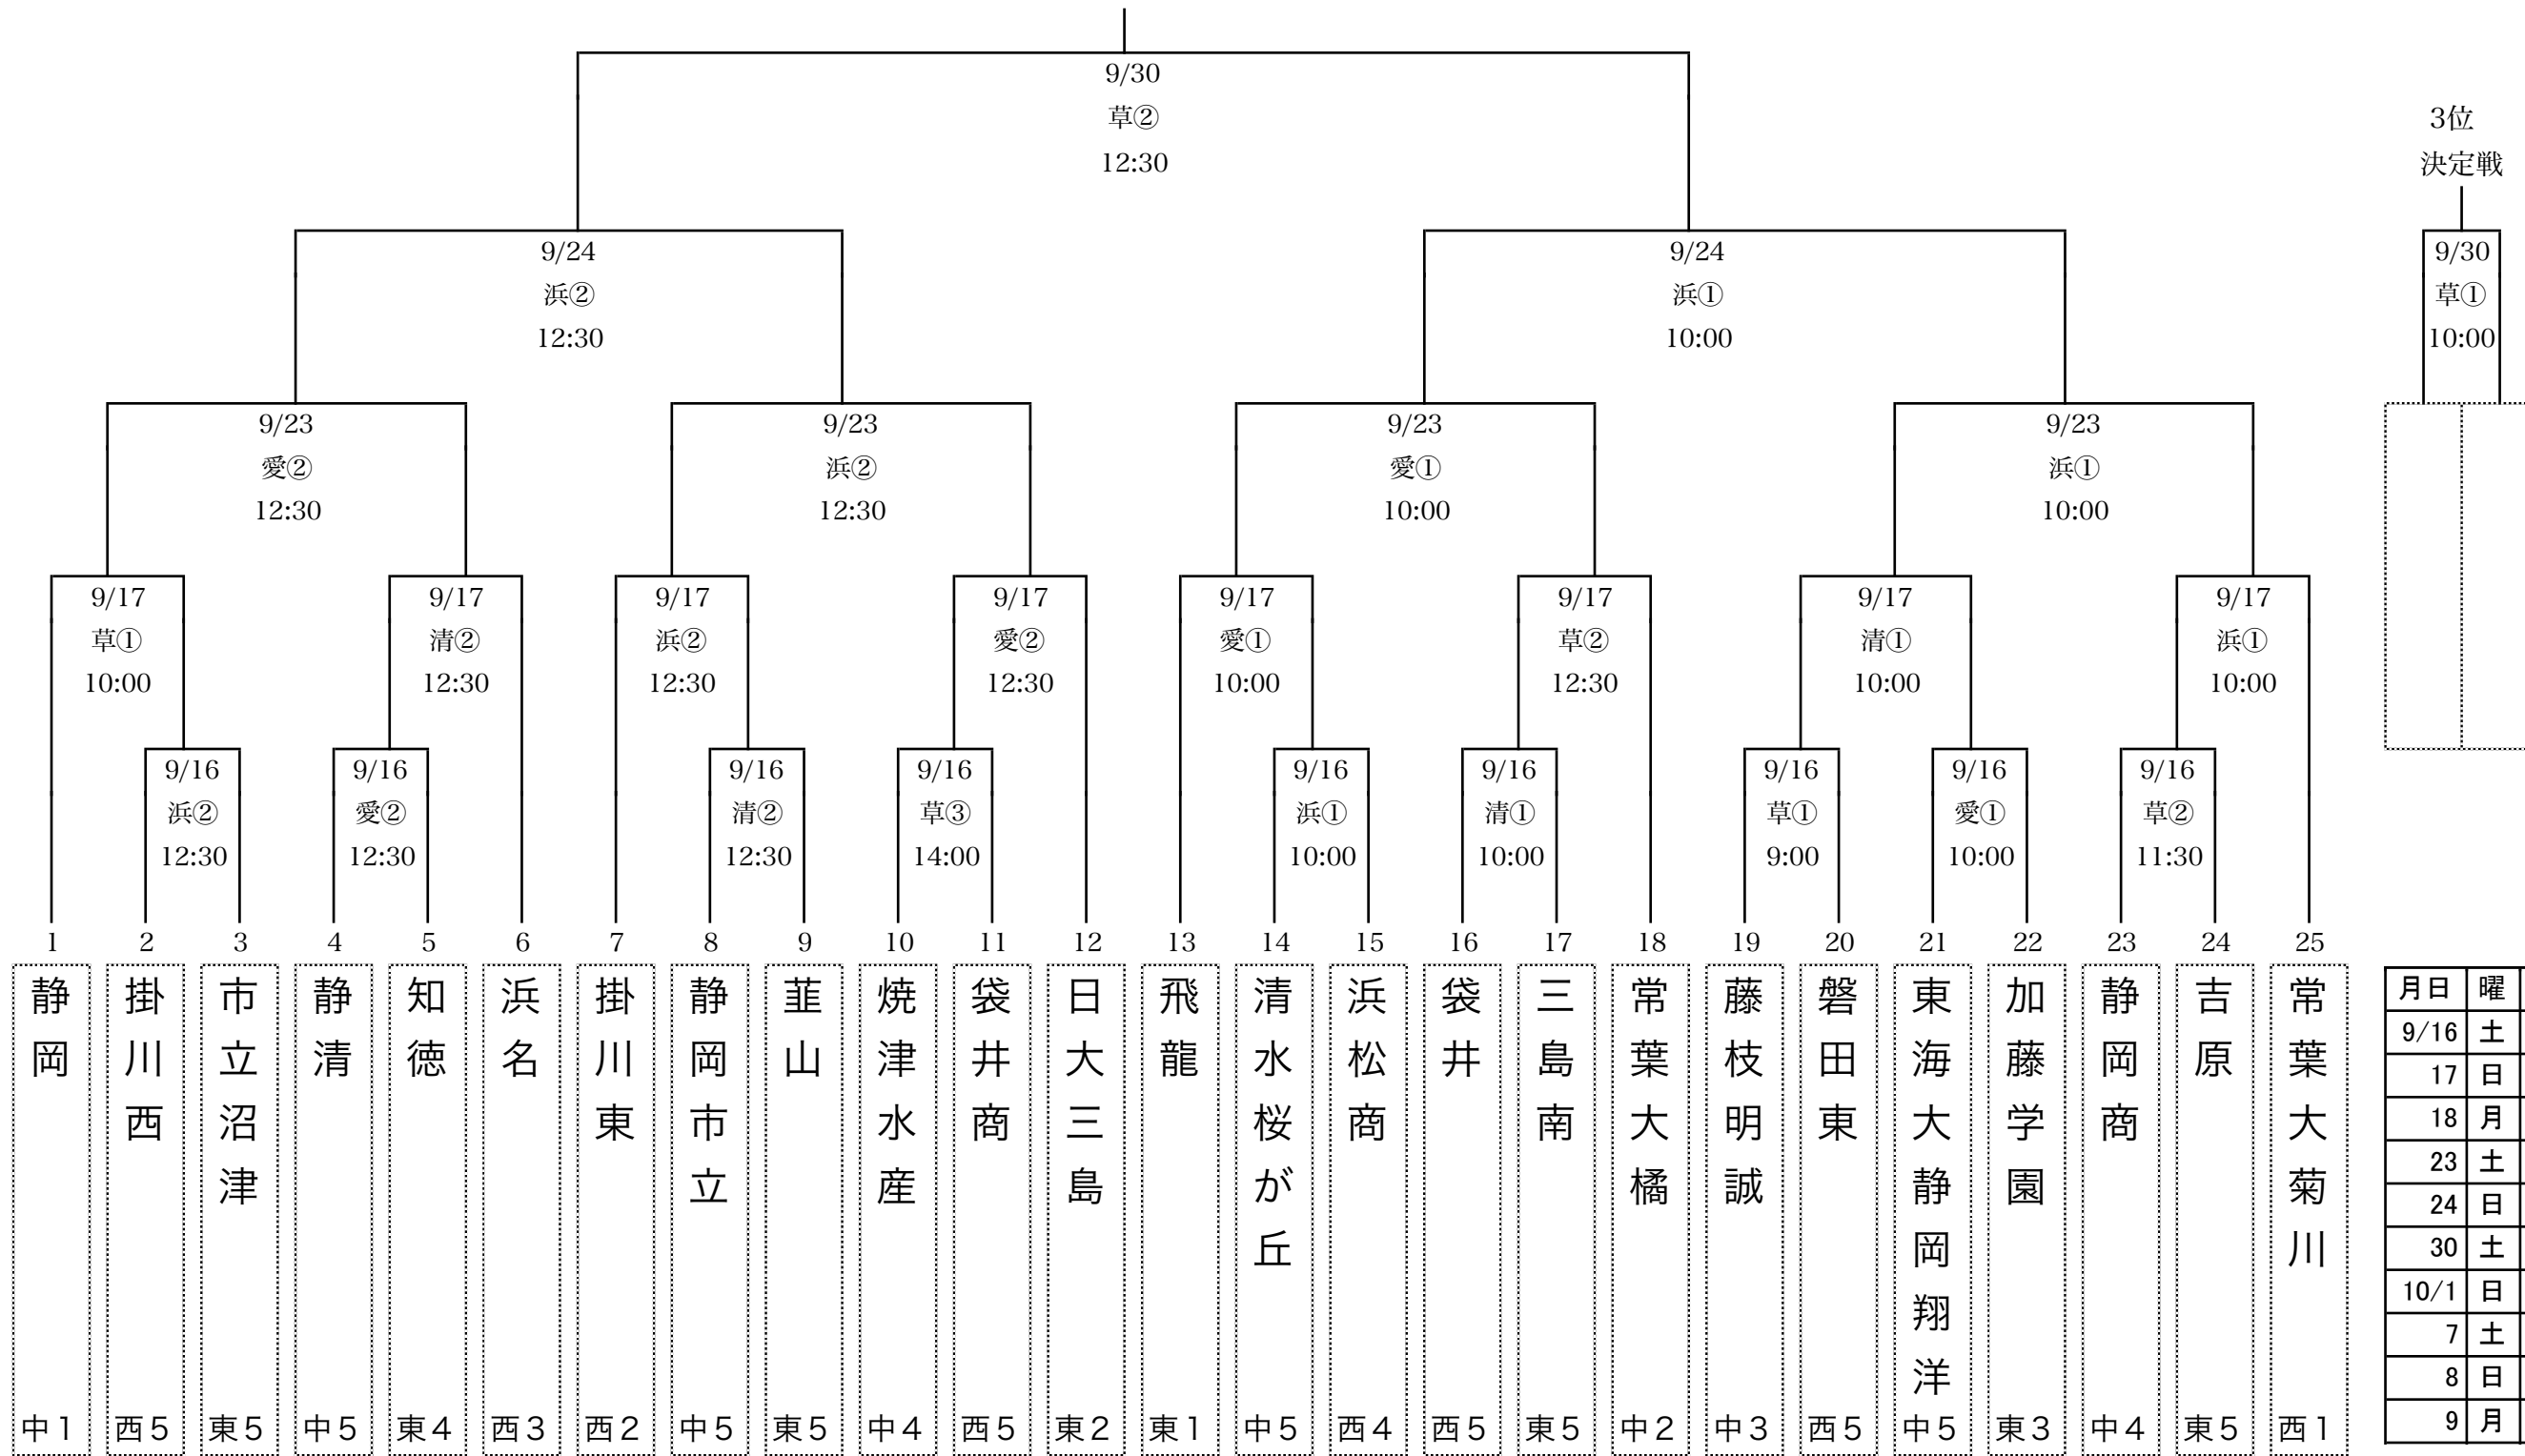 9/30
草②
12:30
3位
決定戦
9/24
浜②
12:30
9/24
浜①
10:00
9/30
草①
10:00
9/23
愛②
12:30
9/23
浜②
12:30
9/23
愛①
10:00
9/23
浜①
10:00
9/17
草①
10:00
9/17
清②
12:30
9/17
浜②
12:30
9/17
愛②
12:30
9/17
愛①
10:00
9/17
草②
12:30
9/17
清①
10:00
9/17
浜①
10:00
9/16
浜②
12:30
9/16
愛②
12:30
9/16
清②
12:30
9/16
草③
14:00
9/16
浜①
10:00
9/16
清①
10:00
9/16
草①
9:00
9/16
愛①
10:00
9/16
草②
11:30
1
静岡
中1
2
掛川西
西5
3
市立沼津
東5
4
静清
中5
5
知徳
東4
6
浜名
西3
7
掛川東
西2
8
静岡市立
中5
9
韮山
東5
10
焼津水産
中4
11
袋井商
西5
12
日大三島
東2
13
飛龍
東1
14
清水桜が丘
中5
15
浜松商
西4
16
袋井
西5
17
三島南
東5
18
常葉大橘
中2
19
藤枝明誠
中3
20
磐田東
西5
21
東海大静岡翔洋
中5
22
加藤学園
東3
23
静岡商
中4
24
吉原
東5
25
常葉大菊川
西1
月日 曜
9/16 土
17 日
18 月
23 土
24 日
30 土
10/1 日
7 土
8 日
9 月